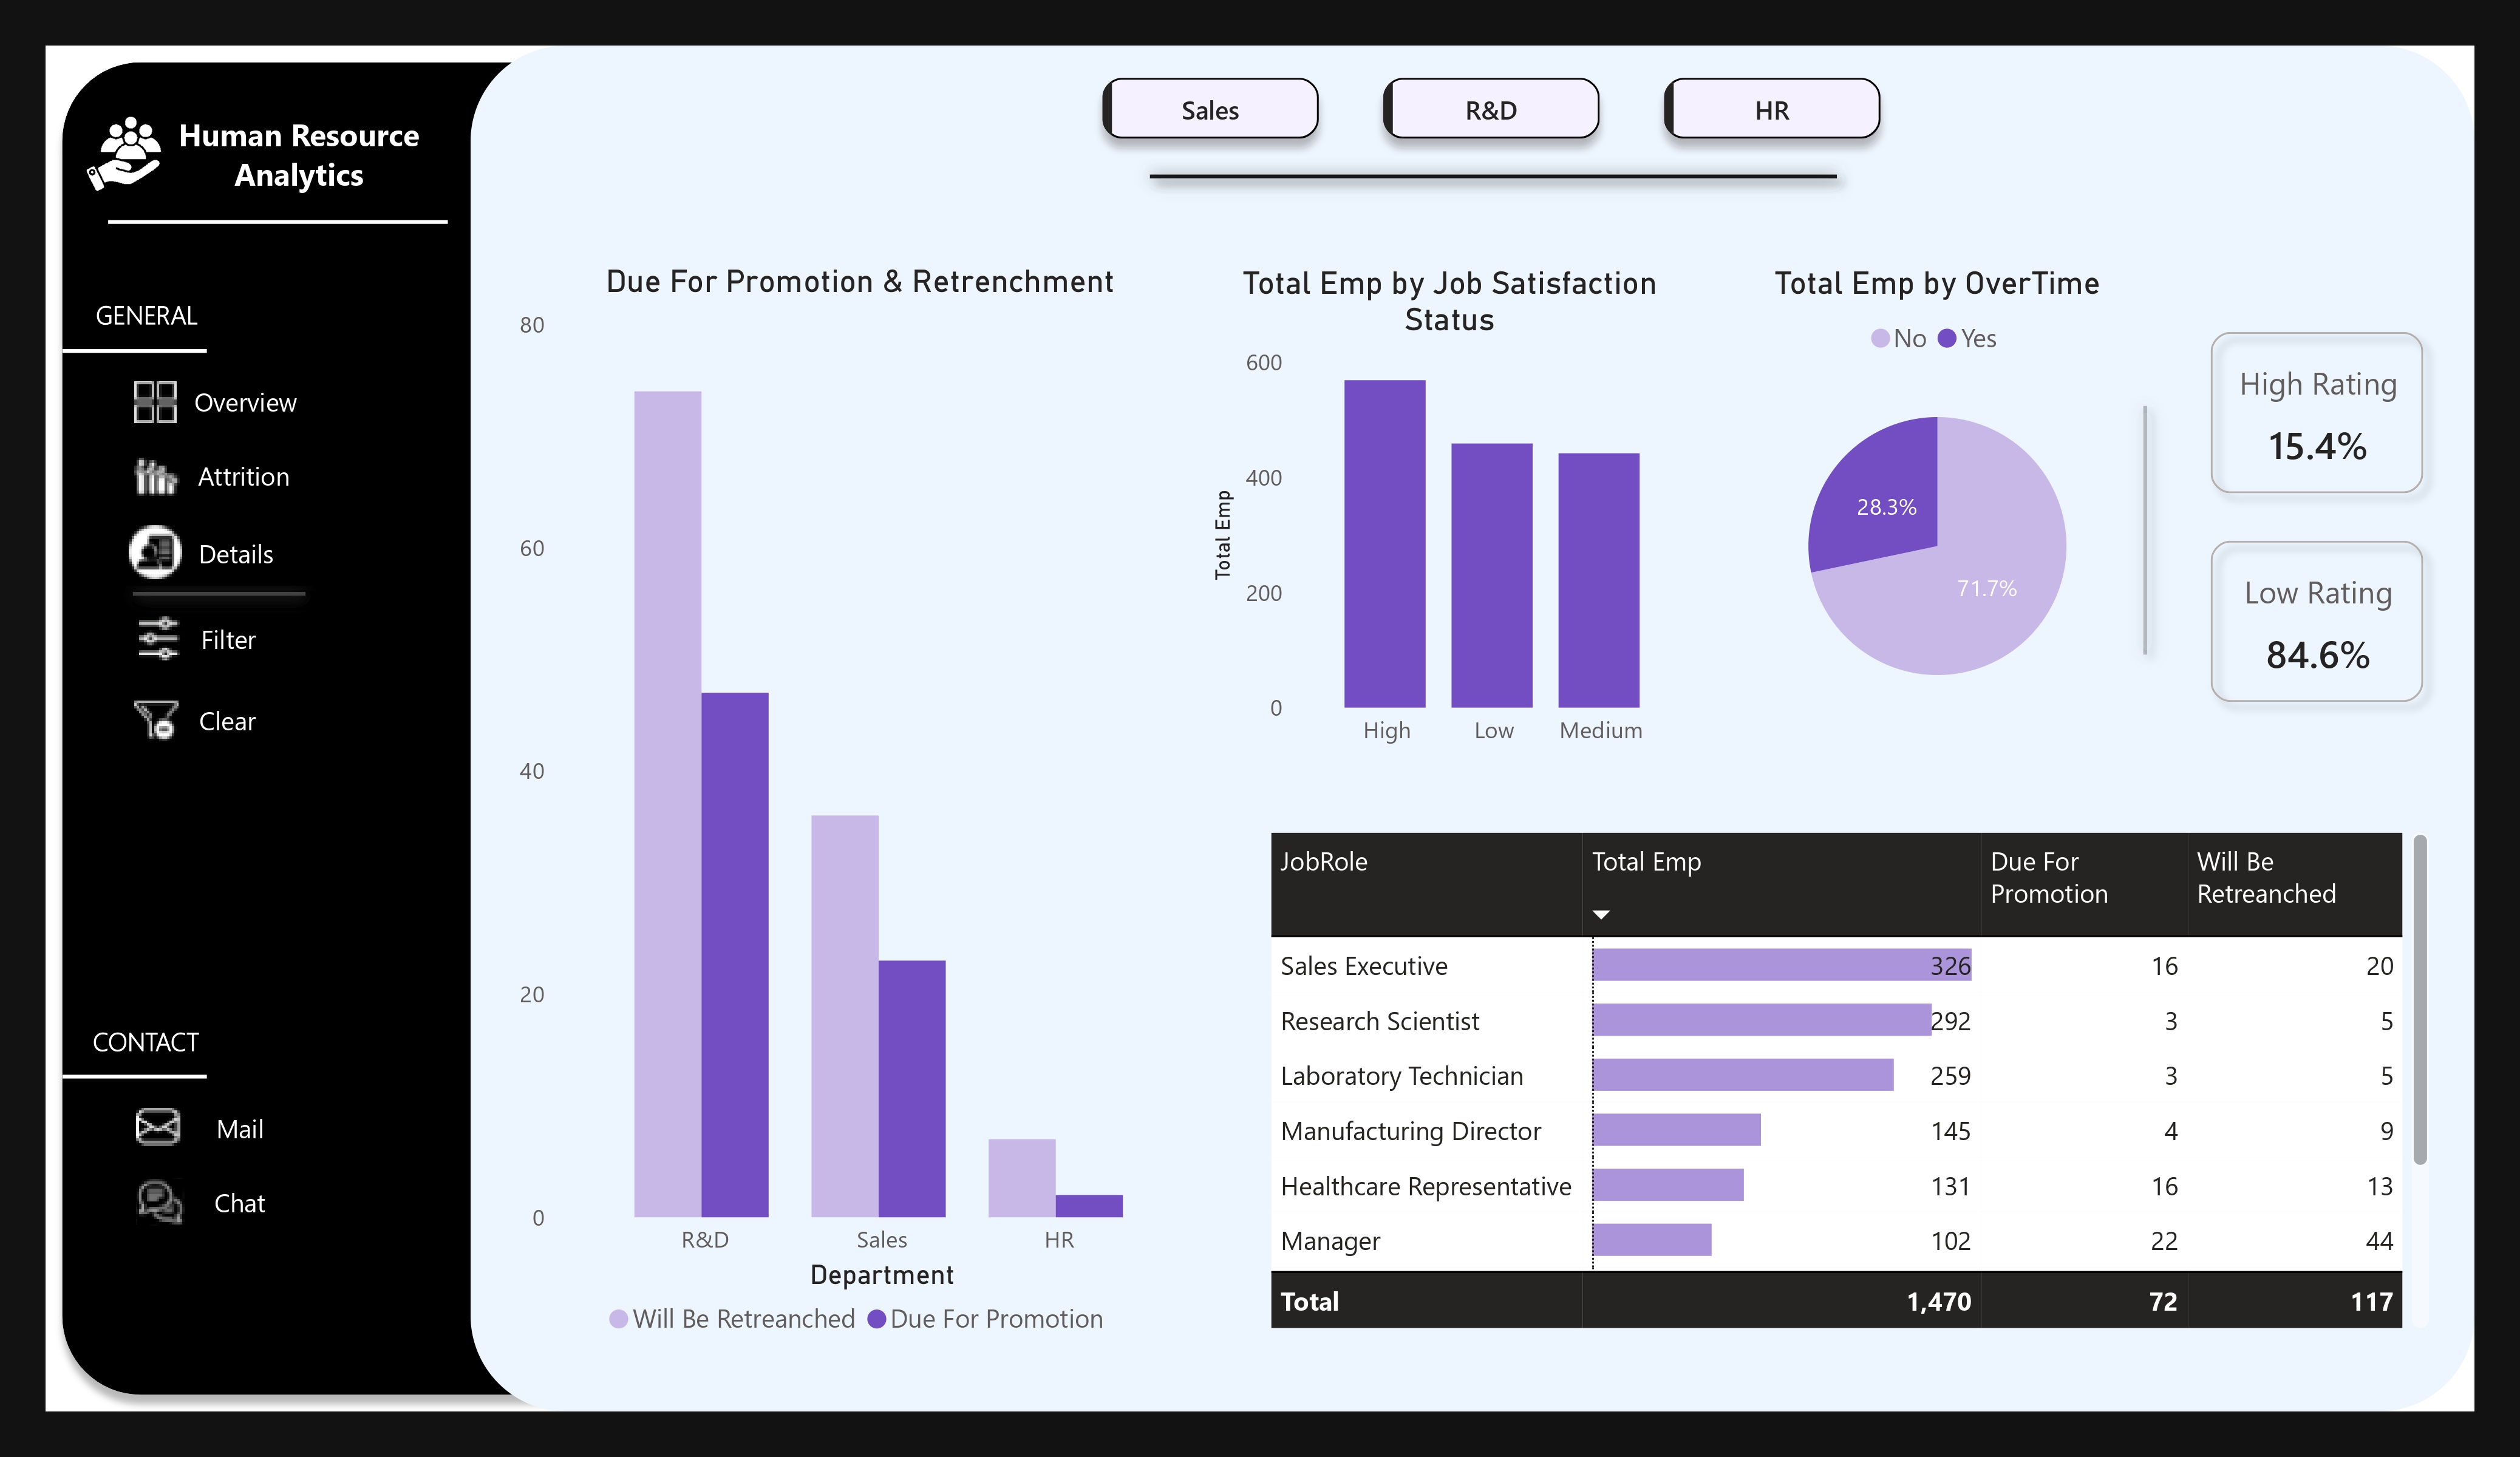 Human Resource
Analytics
GENERAL
Overview
Attrition
Details
Filter
Clear
CONTACT
Mail
Chat
Sales
R&D
HR
Due For Promotion & Retrenchment
80
60
40
20
0
R&D
Sales
HR
Department
Will Be Retreanched
Due For Promotion
Total Emp by Job Satisfaction
Status
Total Emp
600
400
200
0
High
Low
Medium
Total Emp by OverTime
No
Yes
28.3%
71.7%
High Rating
15.4%
Low Rating
84.6%
JobRole Total Emp Due For Promotion Will Be Retreanched
Sales Executive 326 16 20
Research Scientist 292 3 5
Laboratory Technician 259 3 5
Manufacturing Director 145 4 9
Healthcare Representative 131 16 13
Manager 102 22 44
Total 1,470 72 117